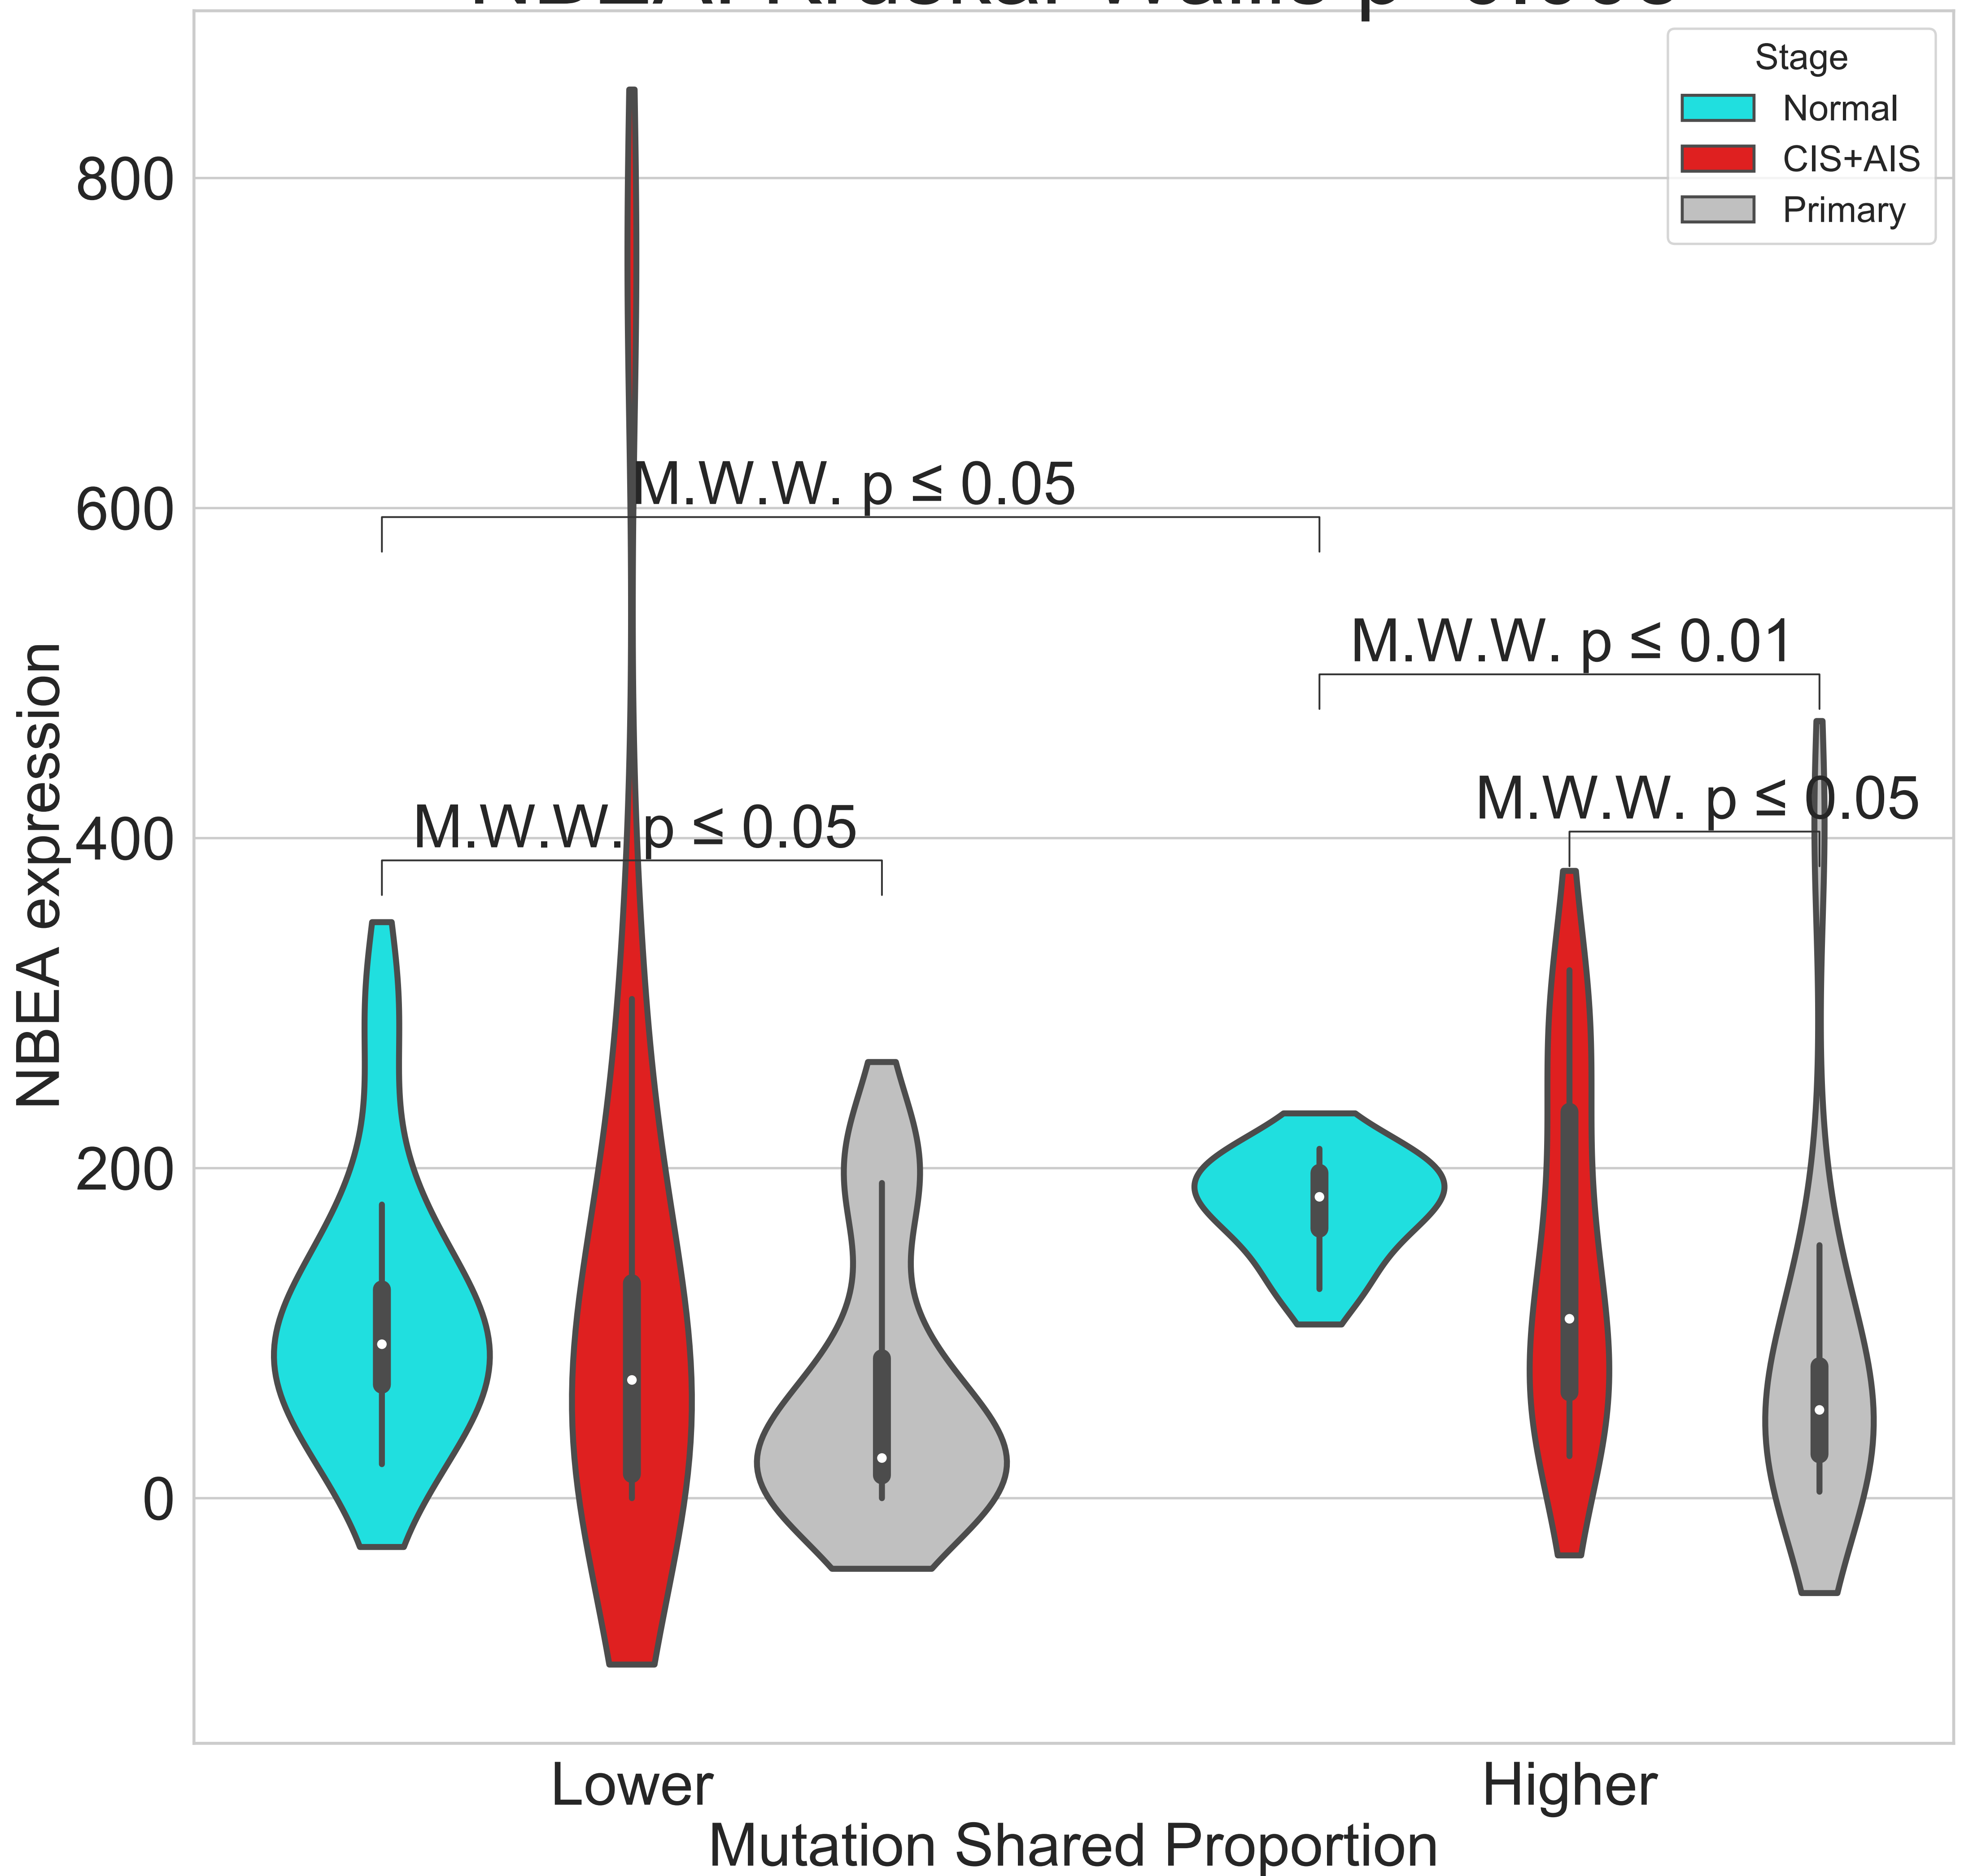 Stage
Normal
CIS+AIS
Primary
800
600
400
200
0
NBEA expression
M.W.W. p ≤ 0.05
M.W.W. p ≤ 0.01
M.W.W. p ≤ 0.05
M.W.W. p ≤ 0.05
Lower
Higher
Mutation Shared Proportion